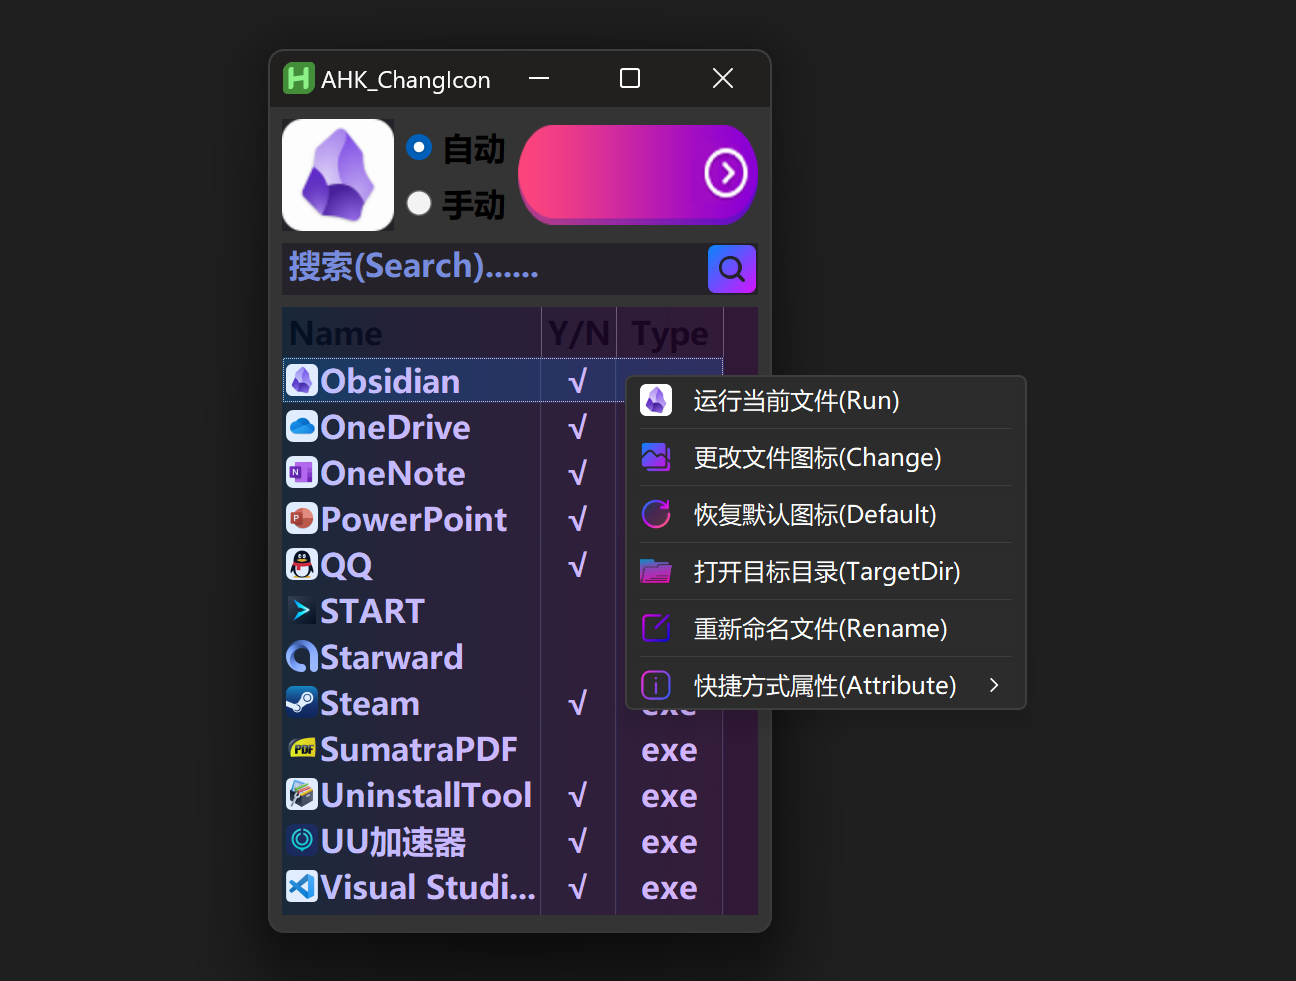 AHK_ChangIcon
自动
手动
搜索(Search)......
Name Y/N Type
Obsidian √
OneDrive √
OneNote √
PowerPoint √
QQ √
START
Starward
Steam √ exe
SumatraPDF exe
UninstallTool √ exe
UU加速器 √ exe
Visual Studi... √ exe
运行当前文件(Run)
更改文件图标(Change)
恢复默认图标(Default)
打开目标目录(TargetDir)
重新命名文件(Rename)
快捷方式属性(Attribute)